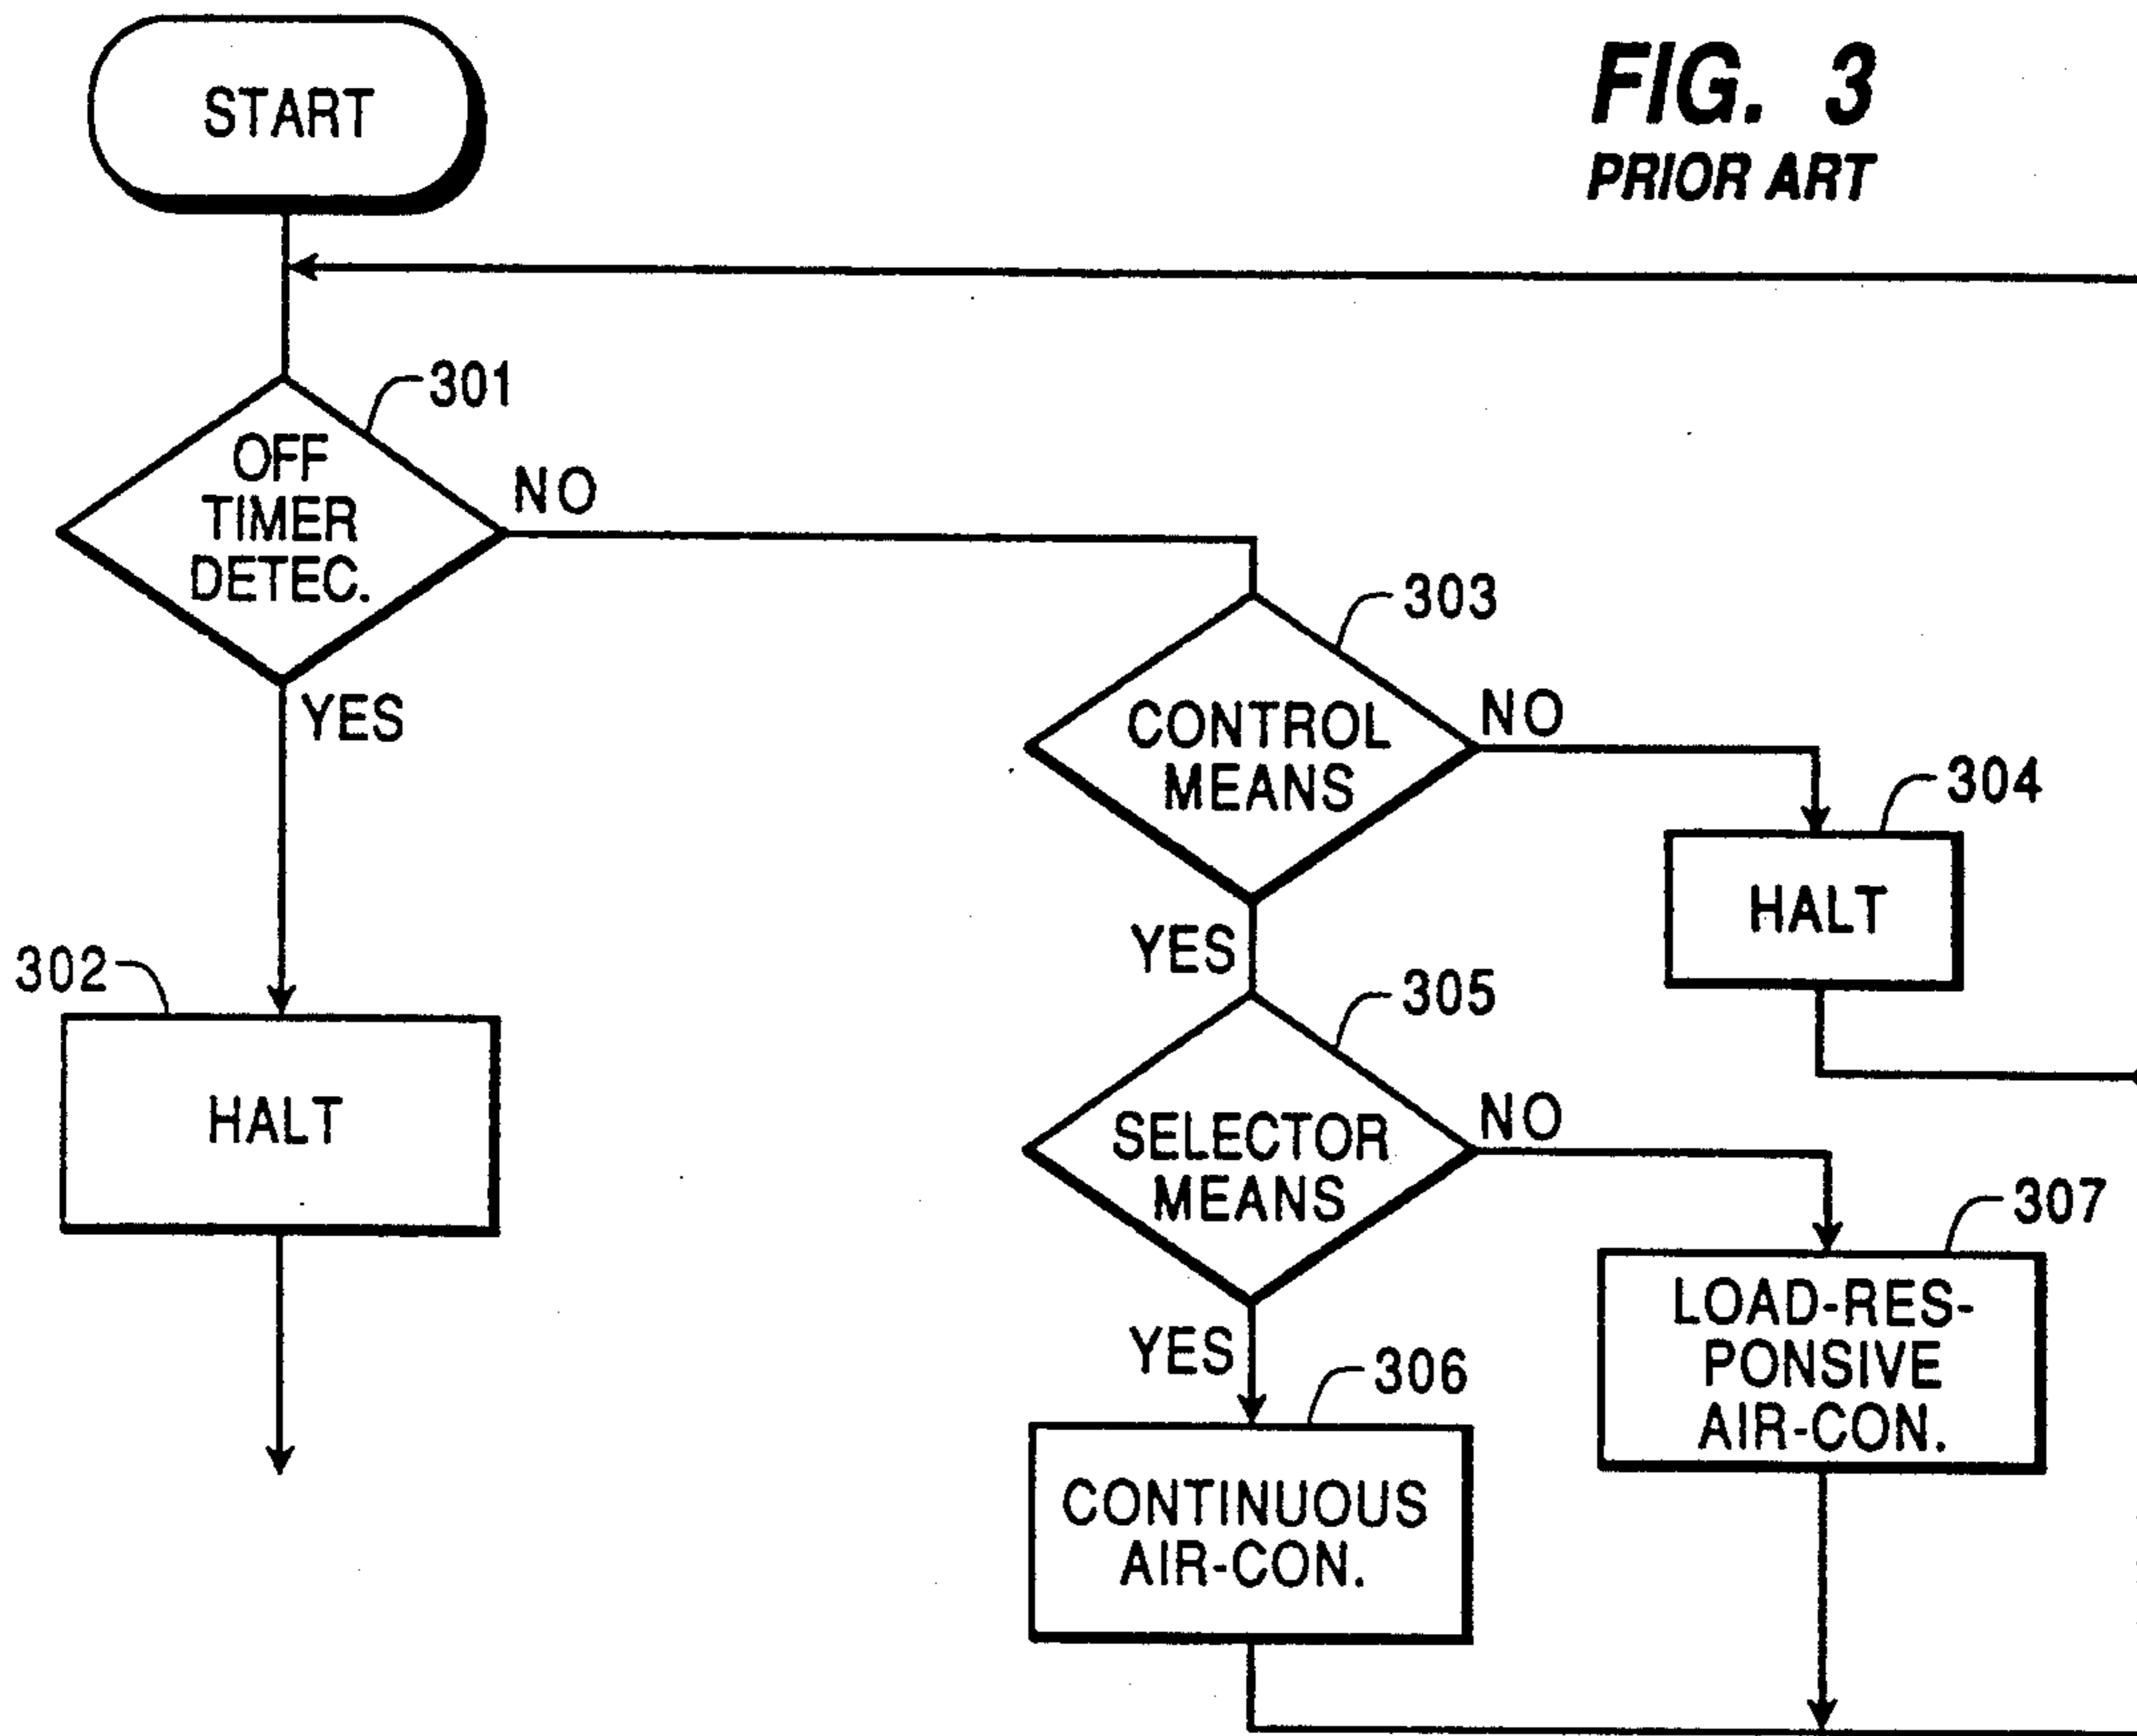 START
FIG. 3
PRIOR ART
301
OFF
TIMER
DETEC.
NO
YES
303
CONTROL
MEANS
NO
YES
304
HALT
302
HALT
305
SELECTOR
MEANS
NO
YES
307
LOAD-RES-
PONSIVE
AIR-CON.
306
CONTINUOUS
AIR-CON.